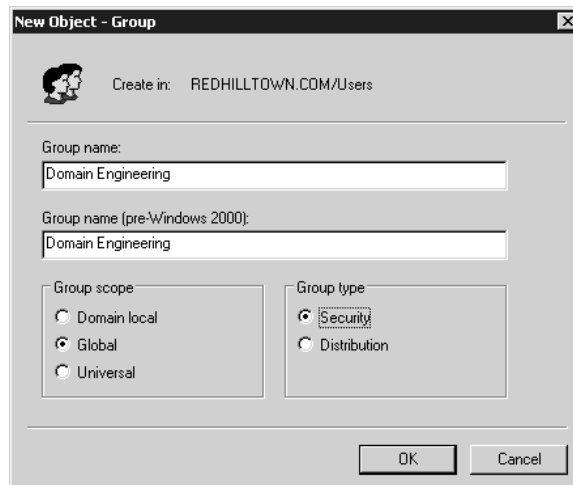 New Object - Group
Create in: REDHILLTOWN.COM/Users
Group name:
Domain Engineering
Group name (pre-Windows 2000):
Domain Engineering
Group scope
Domain local
Global
Universal
Group type
Security
Distribution
OK
Cancel